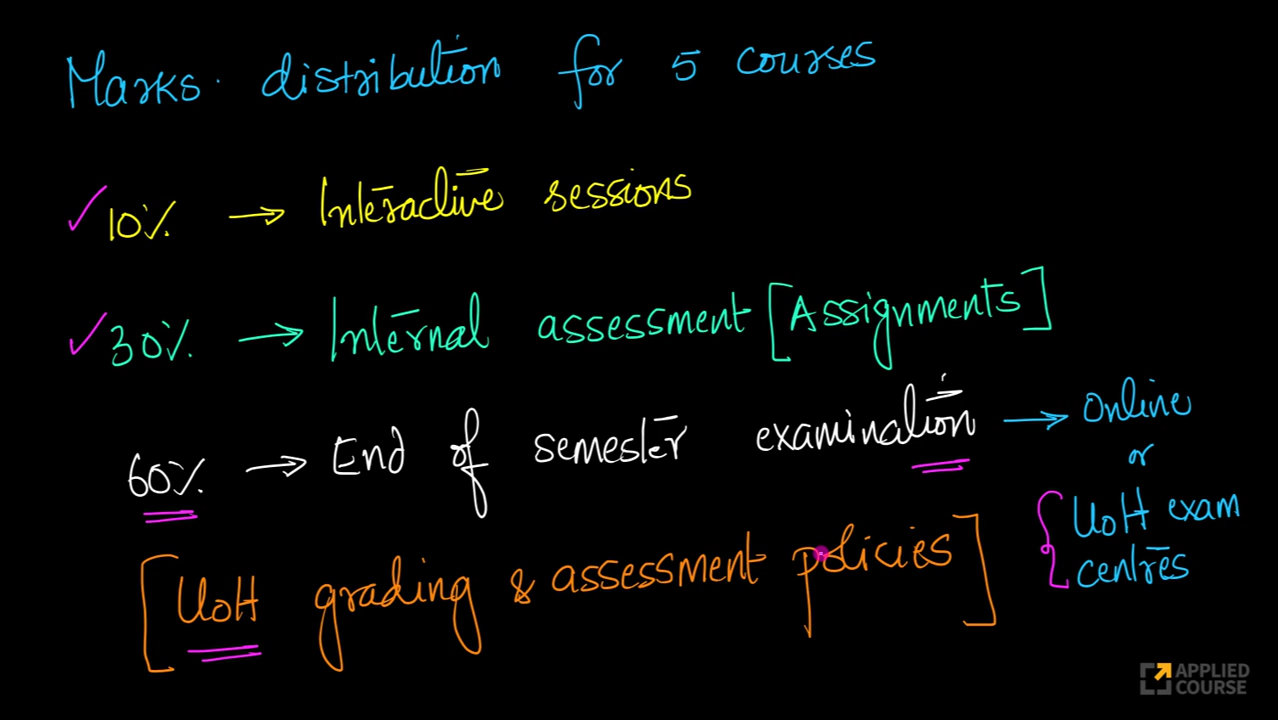 Marks distribution for 5 courses
10% → Interactive sessions
30% → Internal assessment [Assignments]
60% → End of semester examination → Online
or
UoH exam
centres
[UoH grading & assessment policies]
APPLIED
COURSE